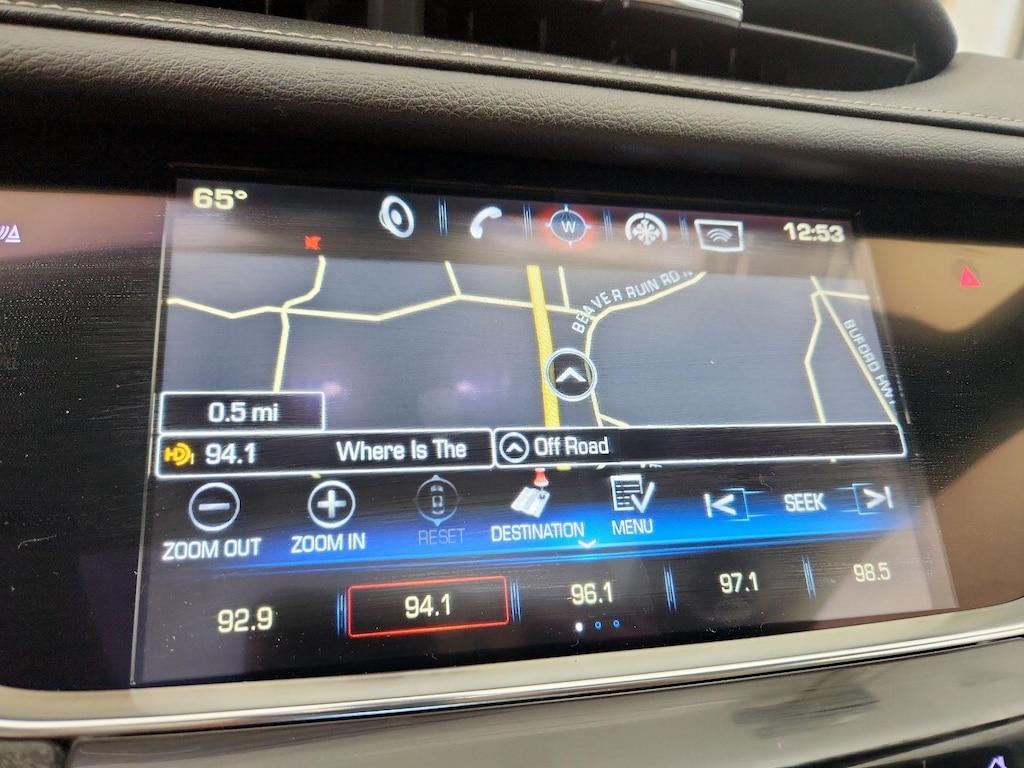 65°
W
12:53
BEAVER RUIN RD
BUFORD HWY
0.5 mi
HD1 94.1 Where Is The
Off Road
ZOOM OUT
ZOOM IN
RESET
DESTINATION
MENU
SEEK
92.9
94.1
96.1
97.1
98.5